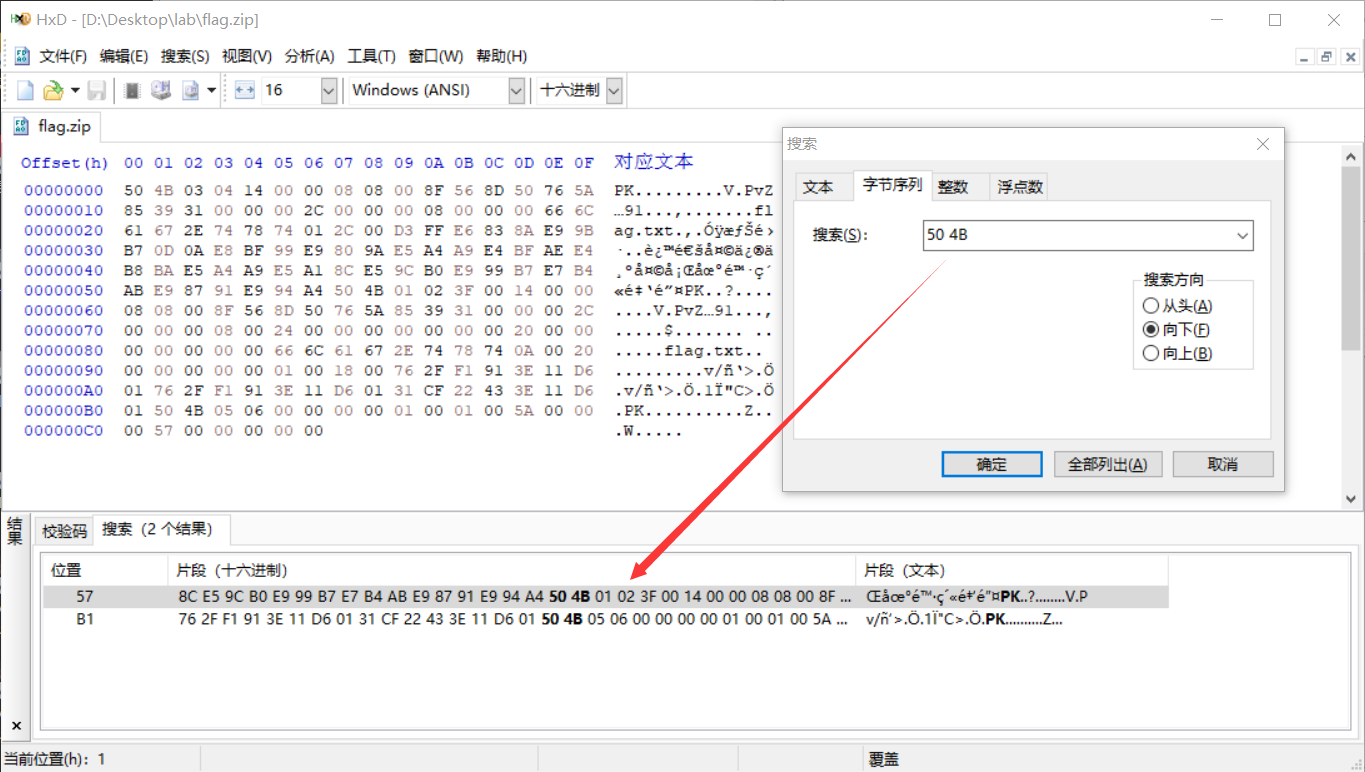 HxD - [D:\Desktop\lab\flag.zip]
文件(F) 编辑(E) 搜索(S) 视图(V) 分析(A) 工具(T) 窗口(W) 帮助(H)
16 Windows (ANSI) 十六进制
flag.zip
Offset(h) 00 01 02 03 04 05 06 07 08 09 0A 0B 0C 0D 0E 0F 对应文本
00000000 50 4B 03 04 14 00 00 08 08 00 8F 56 8D 50 76 5A PK.........V.PvZ
00000010 85 39 31 00 00 00 2C 00 00 00 08 00 00 00 66 6C …91...,.......fl
00000020 61 67 2E 74 78 74 01 2C 00 D3 FF E6 83 8A E9 9B ag.txt.,.ÓÿæƒŠé›
00000030 B7 0D 0A E8 BF 99 E9 80 9A E5 A4 A9 E4 BF AE E4 ·..è¿™é€šå¤©ä¿®ä
00000040 B8 BA E5 A4 A9 E5 A1 8C E5 9C B0 E9 99 B7 E7 B4 ¸ºå¤©å¡Œåœ°é™·ç´
00000050 AB E9 87 91 E9 94 A4 50 4B 01 02 3F 00 14 00 00 «é‡‘é”¤PK..?....
00000060 08 08 00 8F 56 8D 50 76 5A 85 39 31 00 00 00 2C ....V.PvZ…91...,
00000070 00 00 00 08 00 24 00 00 00 00 00 00 00 20 00 00 .....$....... ..
00000080 00 00 00 00 00 66 6C 61 67 2E 74 78 74 0A 00 20 .....flag.txt..
00000090 00 00 00 00 00 01 00 18 00 76 2F F1 91 3E 11 D6 .........v/ñ‘>.Ö
000000A0 01 76 2F F1 91 3E 11 D6 01 31 CF 22 43 3E 11 D6 .v/ñ‘>.Ö.1Ï"C>.Ö
000000B0 01 50 4B 05 06 00 00 00 00 01 00 01 00 5A 00 00 .PK..........Z..
000000C0 00 57 00 00 00 00 00 .W.....
搜索
文本 字节序列 整数 浮点数
搜索(S): 50 4B
搜索方向
从头(A)
向下(F)
向上(B)
确定 全部列出(A) 取消
结果
校验码 搜索（2 个结果）
位置 片段（十六进制） 片段（文本）
57 8C E5 9C B0 E9 99 B7 E7 B4 AB E9 87 91 E9 94 A4 50 4B 01 02 3F 00 14 00 00 08 08 00 8F ... Œåœ°é™·ç´«é‡‘é”¤PK..?........V.P
B1 76 2F F1 91 3E 11 D6 01 31 CF 22 43 3E 11 D6 01 50 4B 05 06 00 00 00 00 01 00 01 00 5A ... v/ñ‘>.Ö.1Ï"C>.Ö.PK..........Z...
当前位置(h): 1 覆盖